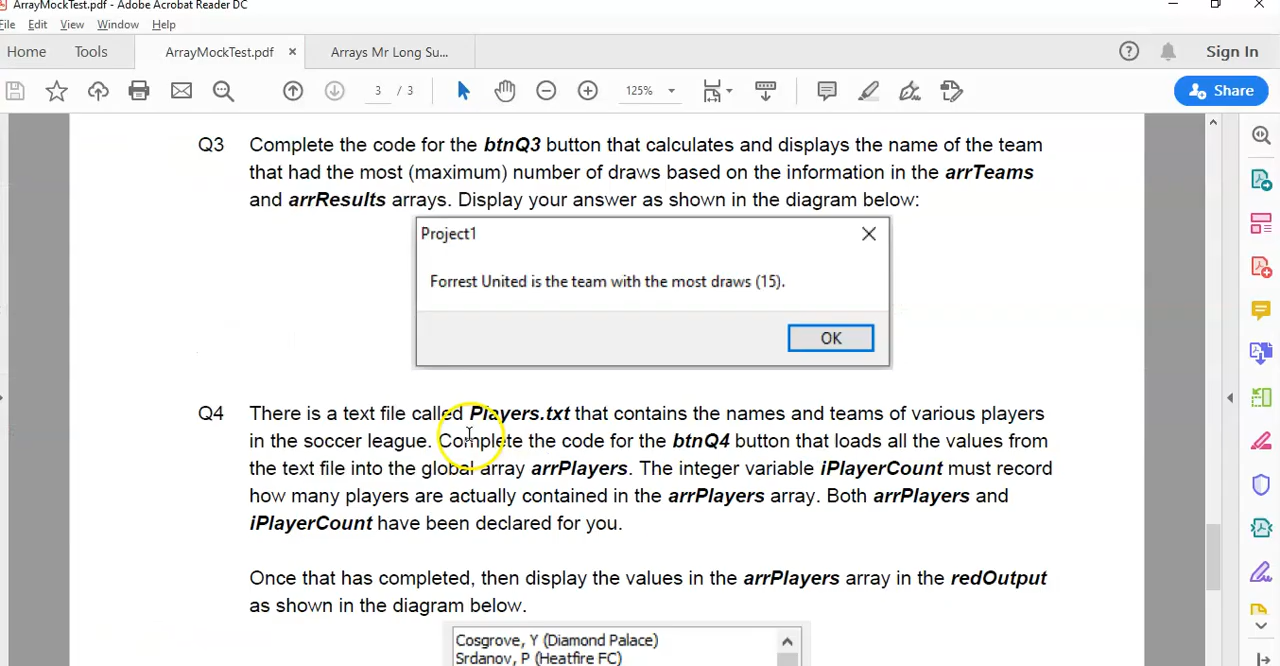 ArrayMockTest.pdf - Adobe Acrobat Reader DC
File Edit View Window Help
Home Tools ArrayMockTest.pdf × Arrays Mr Long Su... Sign In
3 / 3 125% Share
Q3 Complete the code for the btnQ3 button that calculates and displays the name of the team
that had the most (maximum) number of draws based on the information in the arrTeams
and arrResults arrays. Display your answer as shown in the diagram below:
Project1
Forrest United is the team with the most draws (15).
OK
Q4 There is a text file called Players.txt that contains the names and teams of various players
in the soccer league. Complete the code for the btnQ4 button that loads all the values from
the text file into the global array arrPlayers. The integer variable iPlayerCount must record
how many players are actually contained in the arrPlayers array. Both arrPlayers and
iPlayerCount have been declared for you.
Once that has completed, then display the values in the arrPlayers array in the redOutput
as shown in the diagram below.
Cosgrove, Y (Diamond Palace)
Srdanov, P (Heatfire FC)